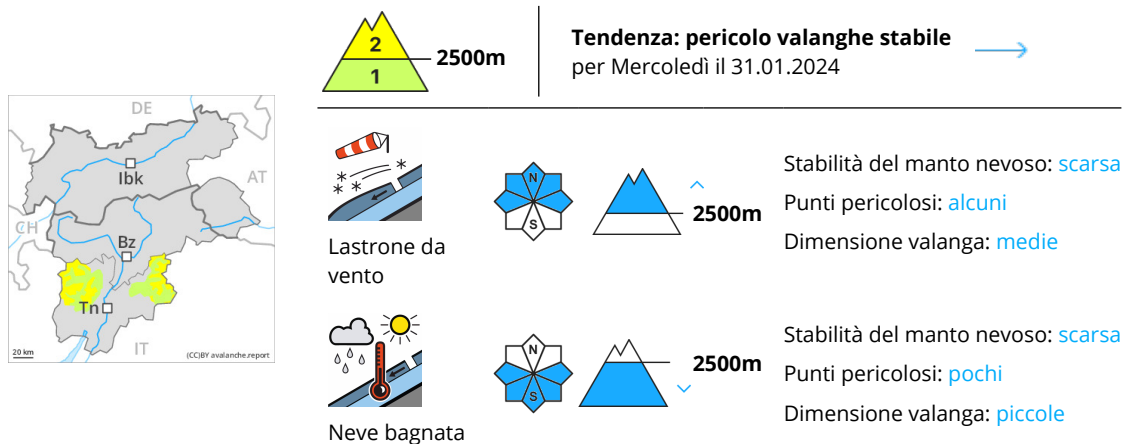 2
1
2500m
Tendenza: pericolo valanghe stabile
per Mercoledì il 31.01.2024
DE
Ibk
AT
CH
Bz
Tn
IT
20 km
(CC)BY avalanche.report
Lastrone da
vento
N
S
2500m
Stabilità del manto nevoso: scarsa
Punti pericolosi: alcuni
Dimensione valanga: medie
Neve bagnata
N
S
2500m
Stabilità del manto nevoso: scarsa
Punti pericolosi: pochi
Dimensione valanga: piccole